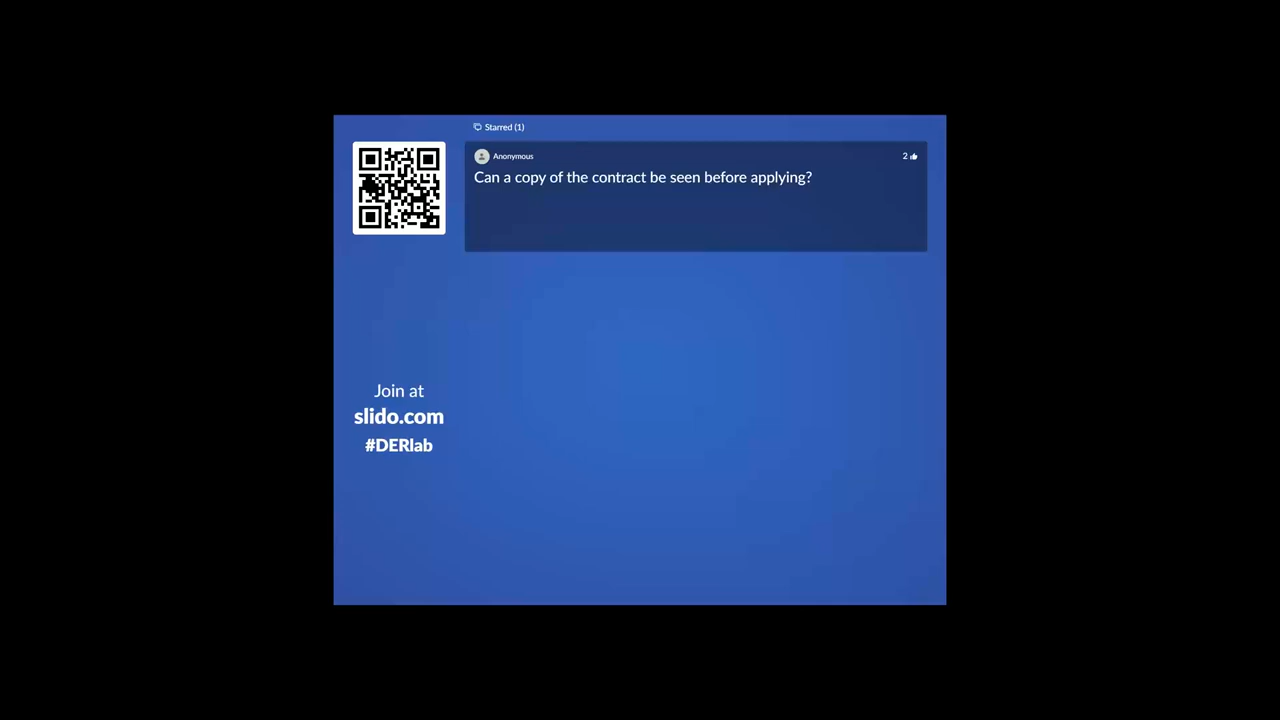 Starred (1)
Anonymous
2
Can a copy of the contract be seen before applying?
Join at
slido.com
#DERlab